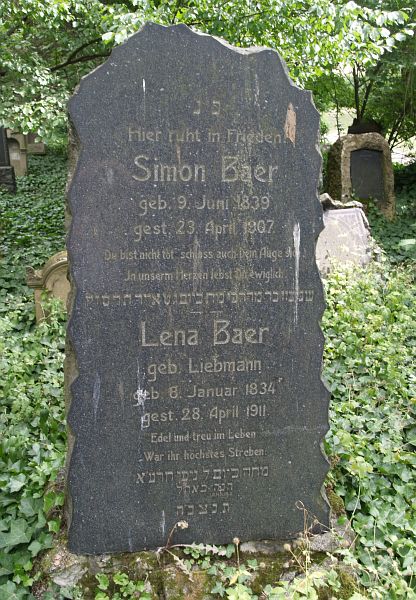 פ נ
Hier ruht in Frieden
Simon Baer
geb. 9. Juni 1839
gest. 23. April 1907
Du bist nicht tot, schloss auch Dein Auge sich,
In unserm Herzen lebst Du ewiglich.
Lena Baer
geb. Liebmann
geb. 6. Januar 1834
gest. 28. April 1911
Edel und treu im Leben
War ihr höchstes Streben.
ת נ צ ב ה